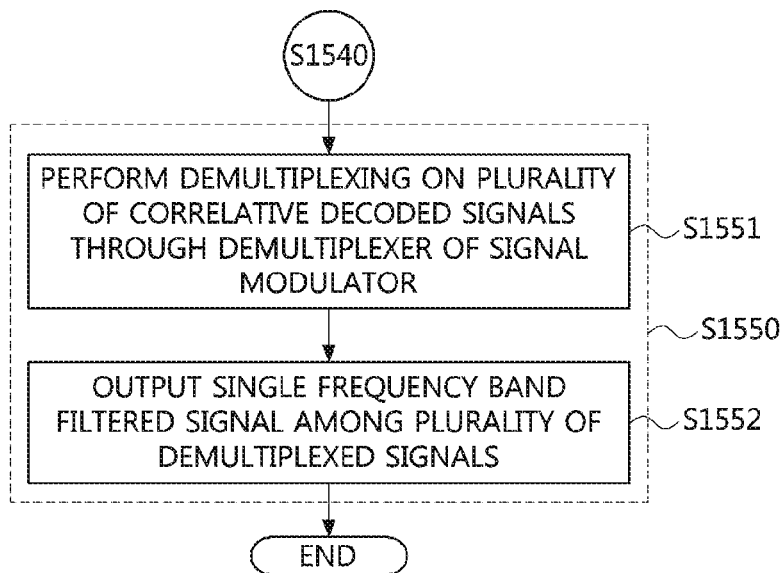 S1540
PERFORM DEMULTIPLEXING ON PLURALITY
OF CORRELATIVE DECODED SIGNALS
THROUGH DEMULTIPLEXER OF SIGNAL
MODULATOR
S1551
S1550
OUTPUT SINGLE FREQUENCY BAND
FILTERED SIGNAL AMONG PLURALITY OF
DEMULTIPLEXED SIGNALS
S1552
END